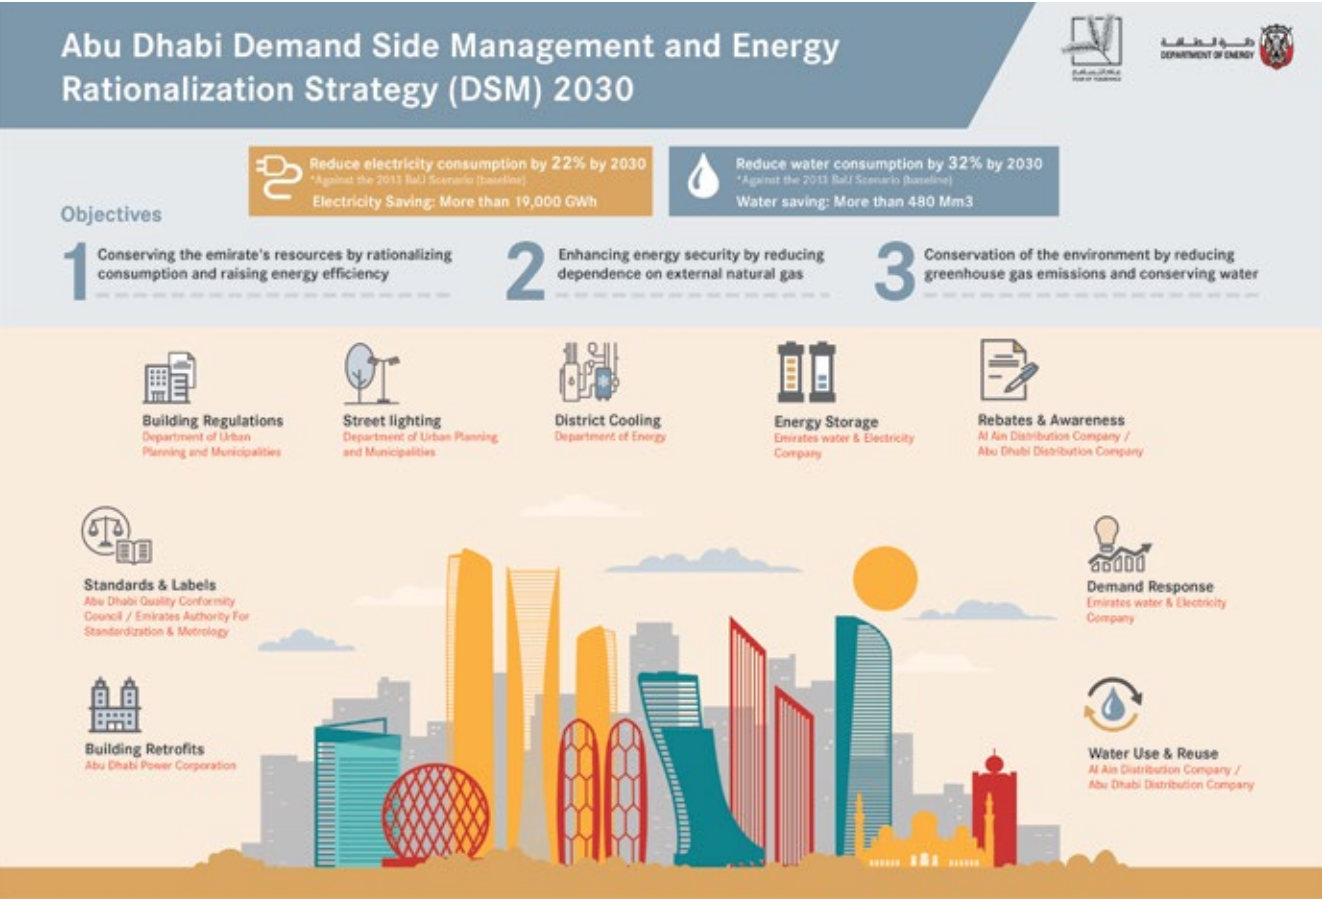 Abu Dhabi Demand Side Management and Energy
Rationalization Strategy (DSM) 2030
DEPARTMENT OF ENERGY
Reduce electricity consumption by 22% by 2030
*Against the 2013 BaU Scenario (baseline)
Electricity Saving: More than 19,000 GWh
Reduce water consumption by 32% by 2030
*Against the 2013 BaU Scenario (baseline)
Water saving: More than 480 Mm3
Objectives
1
Conserving the emirate's resources by rationalizing
consumption and raising energy efficiency
2
Enhancing energy security by reducing
dependence on external natural gas
3
Conservation of the environment by reducing
greenhouse gas emissions and conserving water
Building Regulations
Department of Urban
Planning and Municipalities
Street lighting
Department of Urban Planning
and Municipalities
District Cooling
Department of Energy
Energy Storage
Emirates water & Electricity
Company
Rebates & Awareness
Al Ain Distribution Company /
Abu Dhabi Distribution Company
Standards & Labels
Abu Dhabi Quality Conformity
Council / Emirates Authority For
Standardization & Metrology
Demand Response
Emirates water & Electricity
Company
Building Retrofits
Abu Dhabi Power Corporation
Water Use & Reuse
Al Ain Distribution Company /
Abu Dhabi Distribution Company